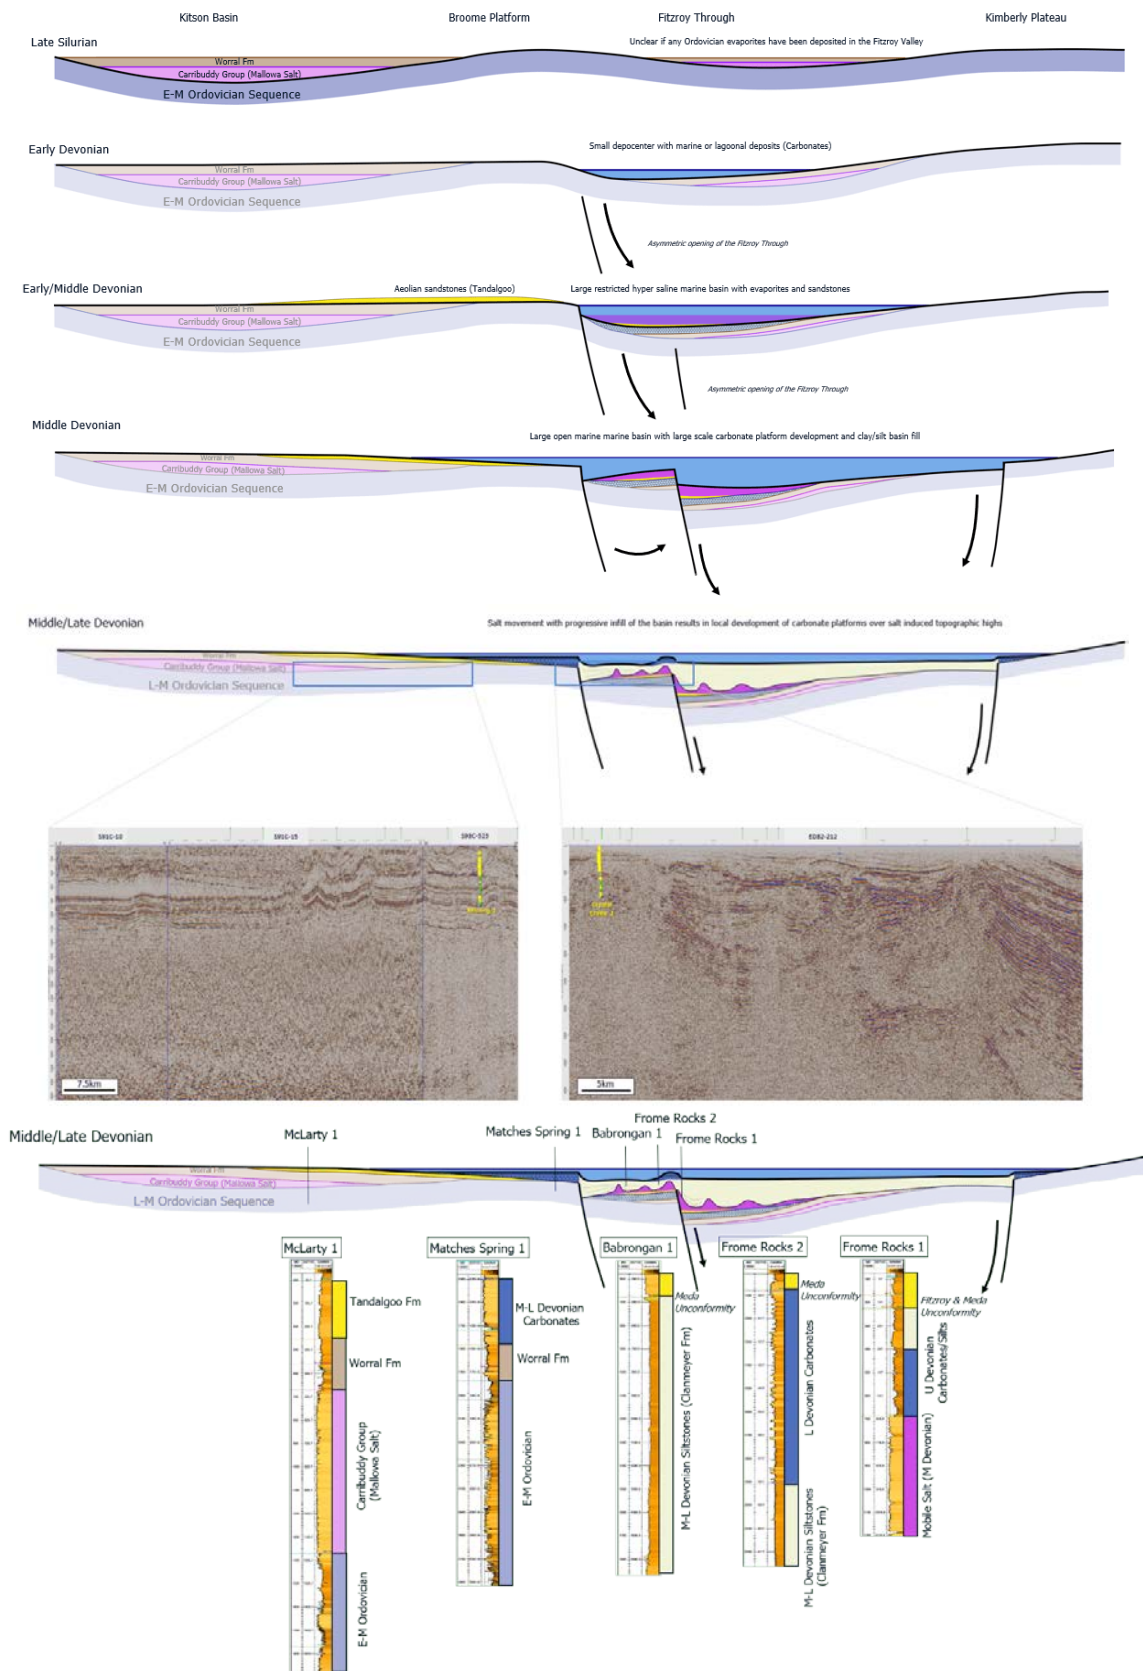 Kitson Basin
Broome Platform
Fitzroy Through
Kimberly Plateau
Late Silurian
Unclear if any Ordovician evaporites have been deposited in the Fitzroy Valley
Worral Fm
Carribuddy Group (Mallowa Salt)
E-M Ordovician Sequence
Early Devonian
Small depocenter with marine or lagoonal deposits (Carbonates)
Worral Fm
Carribuddy Group (Mallowa Salt)
E-M Ordovician Sequence
Asymmetric opening of the Fitzroy Through
Early/Middle Devonian
Aeolian sandstones (Tandalgoo)
Large restricted hyper saline marine basin with evaporites and sandstones
Worral Fm
Carribuddy Group (Mallowa Salt)
E-M Ordovician Sequence
Asymmetric opening of the Fitzroy Through
Middle Devonian
Large open marine marine basin with large scale carbonate platform development and clay/silt basin fill
Worral Fm
Carribuddy Group (Mallowa Salt)
E-M Ordovician Sequence
Middle/Late Devonian
Salt movement with progressive infill of the basin results in local development of carbonate platforms over salt induced topographic highs
Worral Fm
Carribuddy Group (Mallowa Salt)
L-M Ordovician Sequence
S91C-10
S91C-15
ED82-212
7.5km
5km
Middle/Late Devonian
McLarty 1
Matches Spring 1
Babrongan 1
Frome Rocks 2
Frome Rocks 1
Worral Fm
Carribuddy Group (Mallowa Salt)
L-M Ordovician Sequence
McLarty 1
Matches Spring 1
Babrongan 1
Frome Rocks 2
Frome Rocks 1
Tandalgoo Fm
Worral Fm
Carribuddy Group
(Mallowa Salt)
E-M Ordovician
M-L Devonian
Carbonates
Worral Fm
E-M Ordovician
Meda
Unconformity
M-L Devonian Siltstones (Clanmeyer Fm)
Meda
Unconformity
L Devonian Carbonates
M-L Devonian Siltstones
(Clanmeyer Fm)
Fitzroy & Meda
Unconformity
U Devonian
Carbonates/Silts
Mobile Salt (M Devonian)